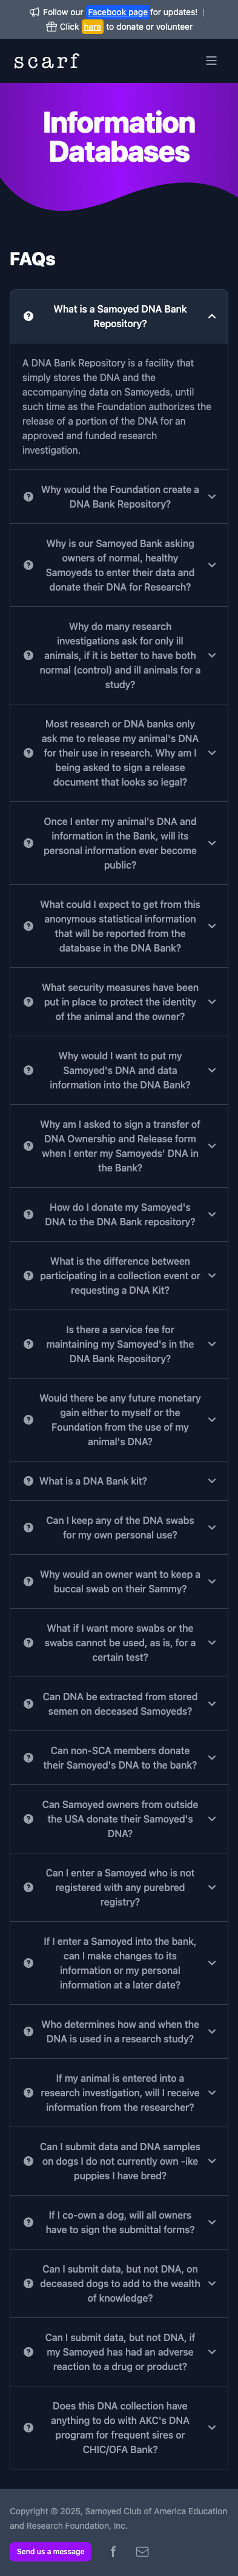 Follow our Facebook page for updates! |
Click here to donate or volunteer
scarf
Information
Databases
FAQs
What is a Samoyed DNA Bank
Repository?
A DNA Bank Repository is a facility that
simply stores the DNA and the
accompanying data on Samoyeds, until
such time as the Foundation authorizes the
release of a portion of the DNA for an
approved and funded research
investigation.
Why would the Foundation create a
DNA Bank Repository?
Why is our Samoyed Bank asking
owners of normal, healthy
Samoyeds to enter their data and
donate their DNA for Research?
Why do many research
investigations ask for only ill
animals, if it is better to have both
normal (control) and ill animals for a
study?
Most research or DNA banks only
ask me to release my animal's DNA
for their use in research. Why am I
being asked to sign a release
document that looks so legal?
Once I enter my animal's DNA and
information in the Bank, will its
personal information ever become
public?
What could I expect to get from this
anonymous statistical information
that will be reported from the
database in the DNA Bank?
What security measures have been
put in place to protect the identity
of the animal and the owner?
Why would I want to put my
Samoyed's DNA and data
information into the DNA Bank?
Why am I asked to sign a transfer of
DNA Ownership and Release form
when I enter my Samoyeds' DNA in
the Bank?
How do I donate my Samoyed's
DNA to the DNA Bank repository?
What is the difference between
participating in a collection event or
requesting a DNA Kit?
Is there a service fee for
maintaining my Samoyed's in the
DNA Bank Repository?
Would there be any future monetary
gain either to myself or the
Foundation from the use of my
animal's DNA?
What is a DNA Bank kit?
Can I keep any of the DNA swabs
for my own personal use?
Why would an owner want to keep a
buccal swab on their Sammy?
What if I want more swabs or the
swabs cannot be used, as is, for a
certain test?
Can DNA be extracted from stored
semen on deceased Samoyeds?
Can non-SCA members donate
their Samoyed's DNA to the bank?
Can Samoyed owners from outside
the USA donate their Samoyed's
DNA?
Can I enter a Samoyed who is not
registered with any purebred
registry?
If I enter a Samoyed into the bank,
can I make changes to its
information or my personal
information at a later date?
Who determines how and when the
DNA is used in a research study?
If my animal is entered into a
research investigation, will I receive
information from the researcher?
Can I submit data and DNA samples
on dogs I do not currently own -ike
puppies I have bred?
If I co-own a dog, will all owners
have to sign the submittal forms?
Can I submit data, but not DNA, on
deceased dogs to add to the wealth
of knowledge?
Can I submit data, but not DNA, if
my Samoyed has had an adverse
reaction to a drug or product?
Does this DNA collection have
anything to do with AKC's DNA
program for frequent sires or
CHIC/OFA Bank?
Copyright © 2025, Samoyed Club of America Education
and Research Foundation, Inc.
Send us a message